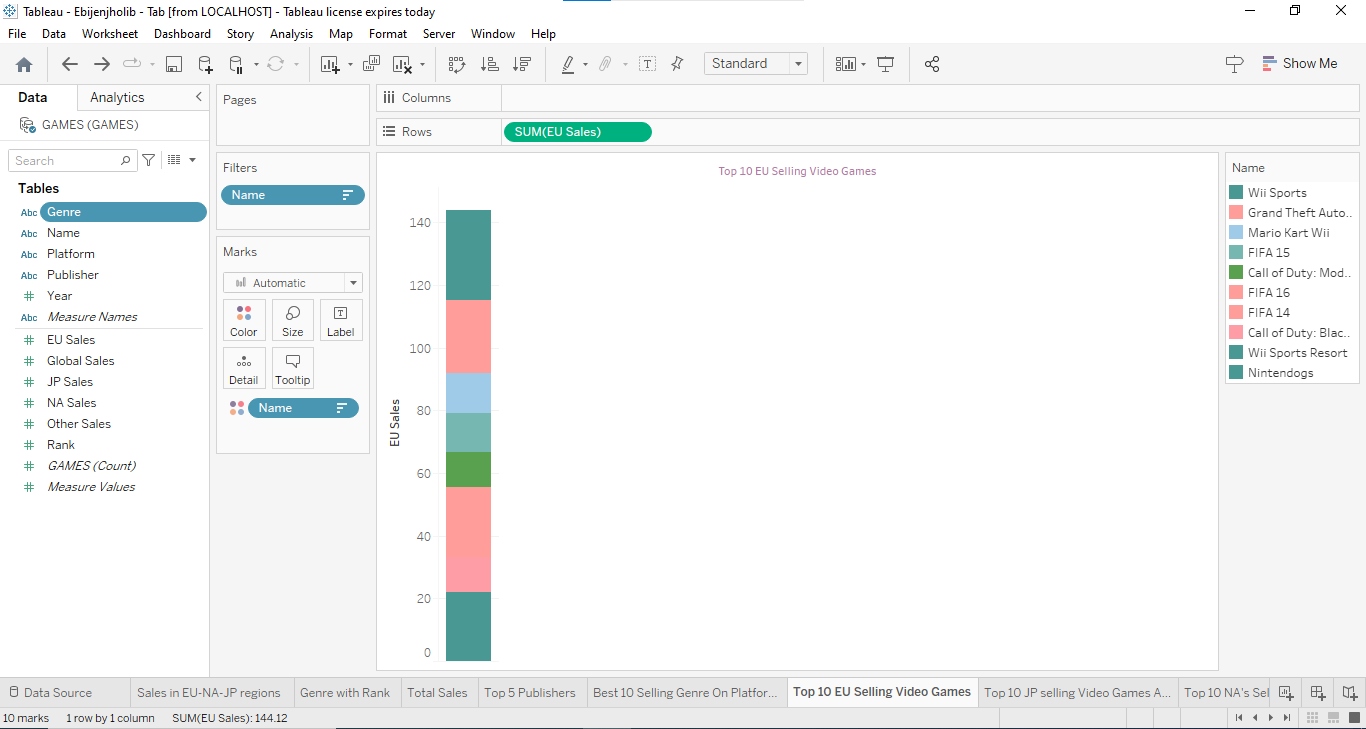 Tableau - Ebijenjholib - Tab [from LOCALHOST] - Tableau license expires today
File Data Worksheet Dashboard Story Analysis Map Format Server Window Help
Standard
Show Me
Data Analytics
GAMES (GAMES)
Search
Tables
Abc Genre
Abc Name
Abc Platform
Abc Publisher
# Year
Abc Measure Names
# EU Sales
# Global Sales
# JP Sales
# NA Sales
# Other Sales
# Rank
# GAMES (Count)
# Measure Values
Pages
Filters
Name
Marks
Automatic
Color Size Label
Detail Tooltip
Name
Columns
Rows SUM(EU Sales)
Top 10 EU Selling Video Games
EU Sales
140
120
100
80
60
40
20
0
Name
Wii Sports
Grand Theft Auto..
Mario Kart Wii
FIFA 15
Call of Duty: Mod..
FIFA 16
FIFA 14
Call of Duty: Blac..
Wii Sports Resort
Nintendogs
Data Source Sales in EU-NA-JP regions Genre with Rank Total Sales Top 5 Publishers Best 10 Selling Genre On Platfor... Top 10 EU Selling Video Games Top 10 JP selling Video Games A... Top 10 NA's Sel
10 marks 1 row by 1 column SUM(EU Sales): 144.12